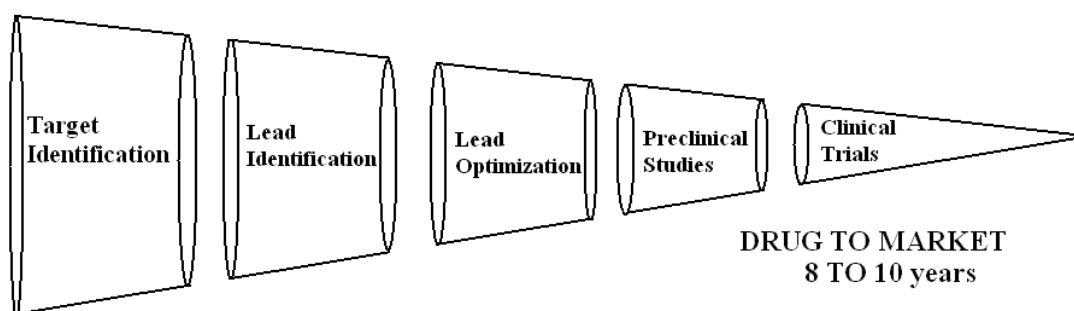 Target
Identification
Lead
Identification
Lead
Optimization
Preclinical
Studies
Clinical
Trials
DRUG TO MARKET
8 TO 10 years